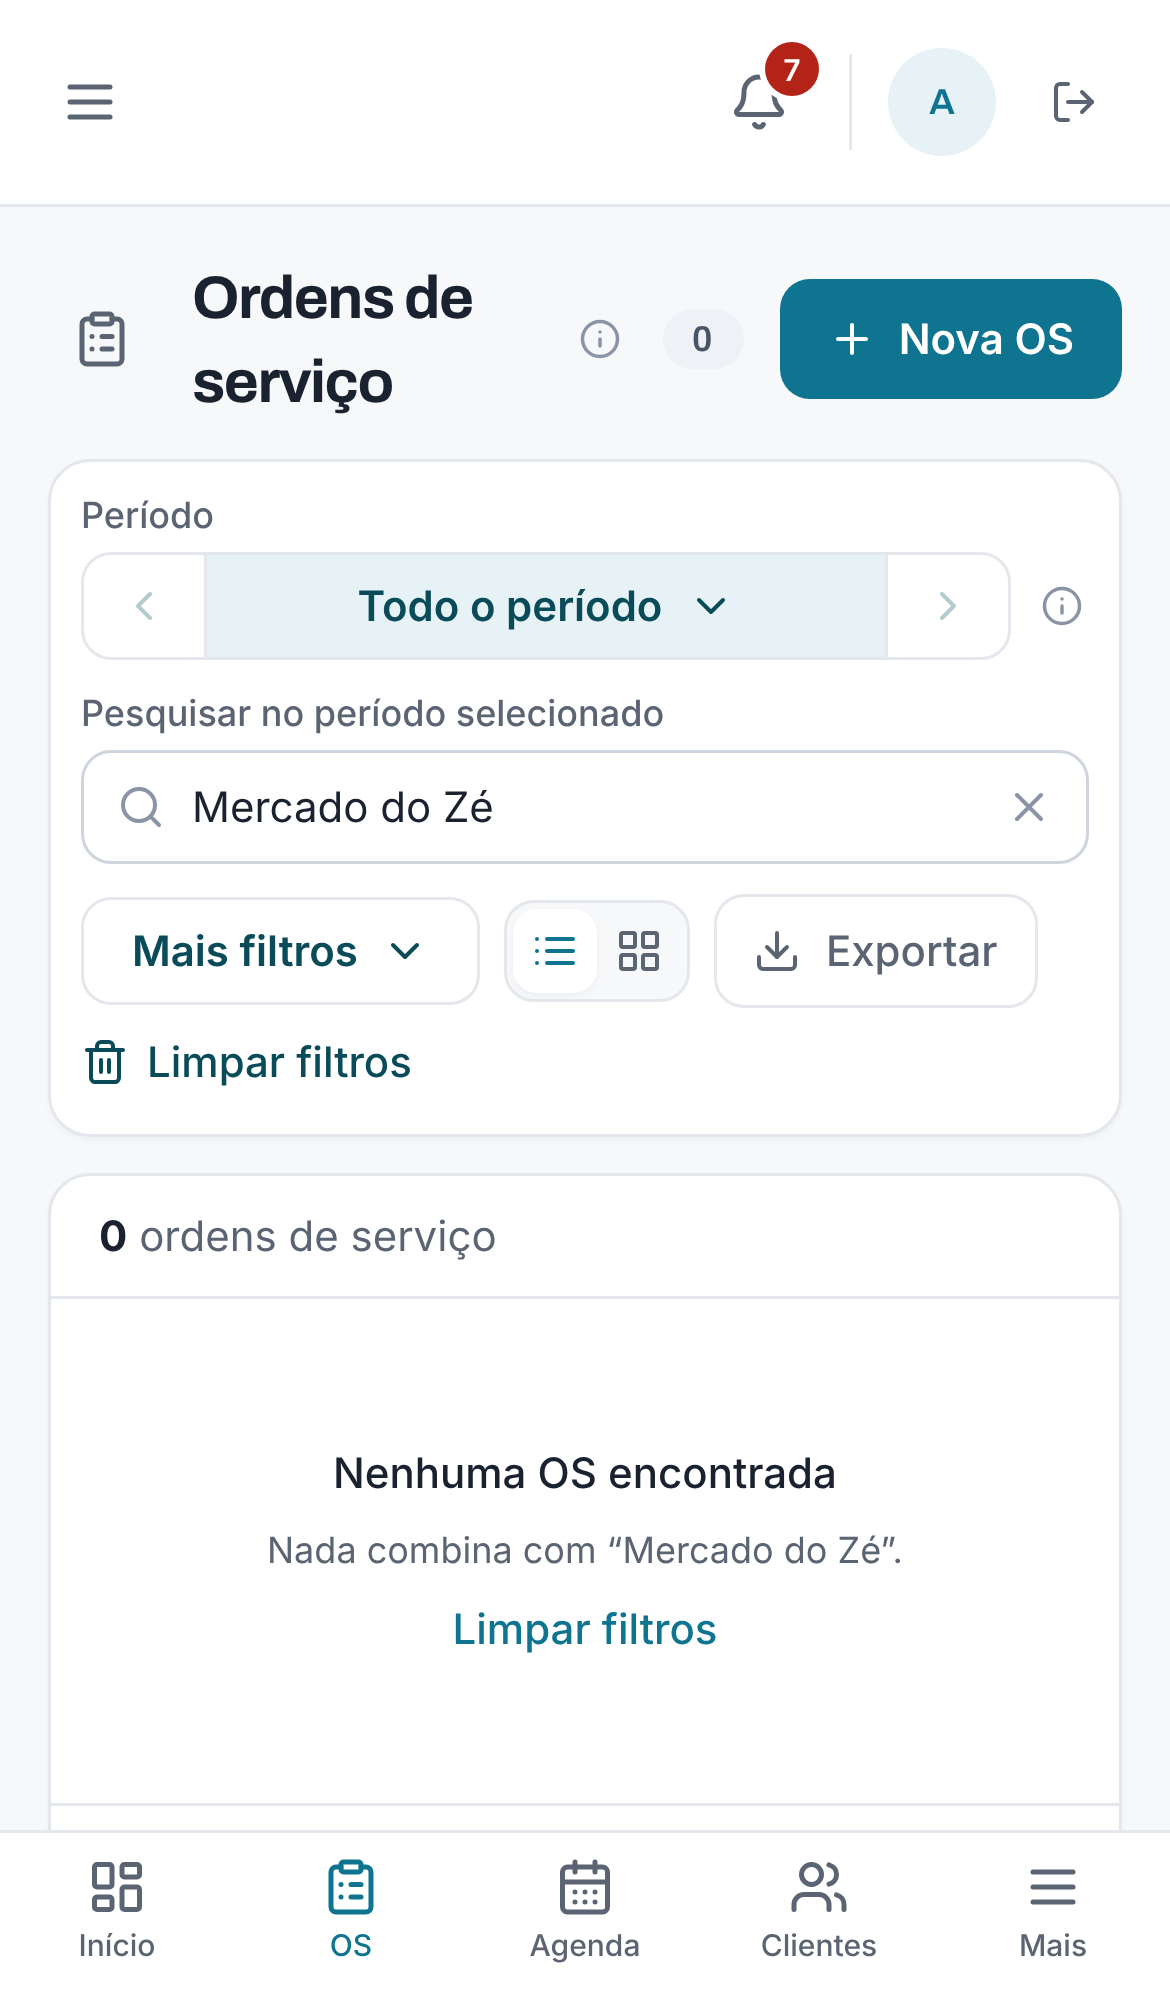 7
A
Ordens de
serviço
0
Nova OS
Período
Todo o período
Pesquisar no período selecionado
Mercado do Zé
Mais filtros
Exportar
Limpar filtros
0 ordens de serviço
Nenhuma OS encontrada
Nada combina com “Mercado do Zé”.
Limpar filtros
Início
OS
Agenda
Clientes
Mais